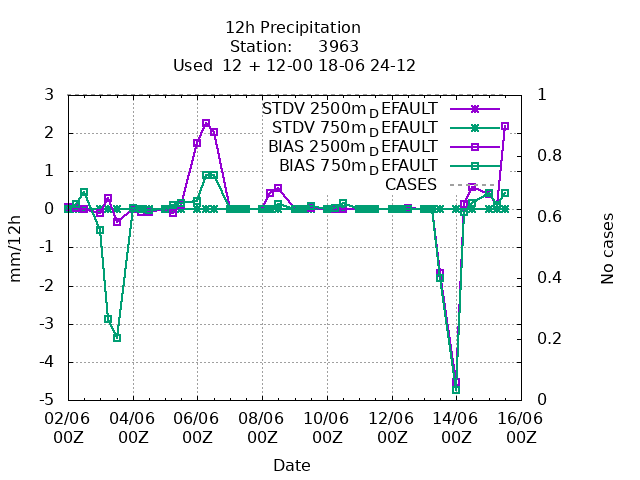 12h Precipitation
Station: 3963
Used 12 + 12-00 18-06 24-12
STDV 2500m_DEFAULT
STDV 750m_DEFAULT
BIAS 2500m_DEFAULT
BIAS 750m_DEFAULT
CASES
3
2
1
0
-1
-2
-3
-4
-5
mm/12h
1
0.8
0.6
0.4
0.2
0
No cases
02/06 04/06 06/06 08/06 10/06 12/06 14/06 16/06
00Z 00Z 00Z 00Z 00Z 00Z 00Z 00Z
Date